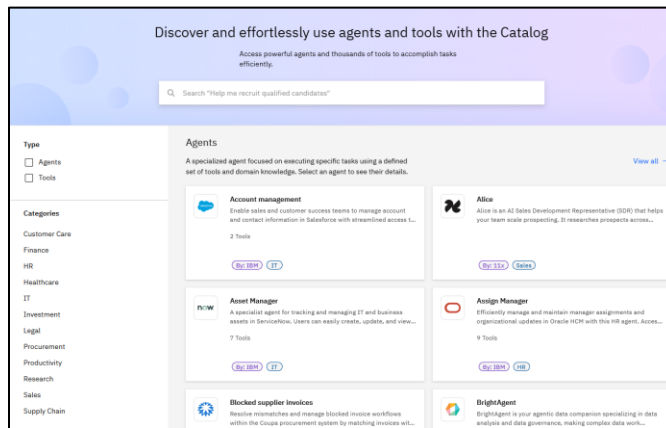 Discover and effortlessly use agents and tools with the Catalog
Access powerful agents and thousands of tools to accomplish tasks
efficiently.
Search "Help me recruit qualified candidates"
Type
Agents
Tools
Categories
Customer Care
Finance
HR
Healthcare
IT
Investment
Legal
Procurement
Productivity
Research
Sales
Supply Chain
Agents
A specialized agent focused on executing specific tasks using a defined
set of tools and domain knowledge. Select an agent to see their details.
View all
Account management
Enable sales and customer success teams to manage account
and contact information in Salesforce with streamlined access t...
2 Tools
By: IBM
IT
Alice
Alice is an AI Sales Development Representative (SDR) that helps
your team scale prospecting. It researches prospects across...
By: 11x
Sales
now
Asset Manager
A specialist agent for tracking and managing IT and business
assets in ServiceNow. Users can easily create, update, and view...
7 Tools
By: IBM
IT
Assign Manager
Efficiently manage and maintain manager assignments and
organizational updates in Oracle HCM with this HR agent. Acces...
9 Tools
By: IBM
HR
Blocked supplier invoices
Resolve mismatches and manage blocked invoice workflows
within the Coupa procurement system by matching invoices wit...
BrightAgent
BrightAgent is your agentic data companion specializing in data
analysis and data governance, making complex data work...